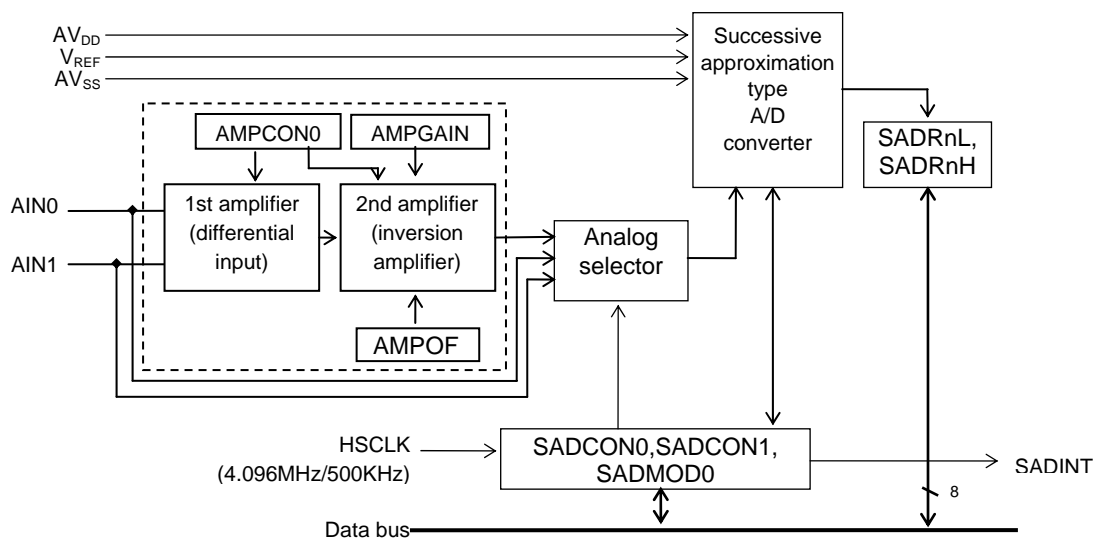 AVDD
VREF
AVSS
Successive
approximation
type
A/D
converter
SADRnL,
SADRnH
AMPCON0
AMPGAIN
AIN0
AIN1
1st amplifier
(differential
input)
2nd amplifier
(inversion
amplifier)
Analog
selector
AMPOF
HSCLK
(4.096MHz/500KHz)
SADCON0,SADCON1,
SADMOD0
SADINT
8
Data bus